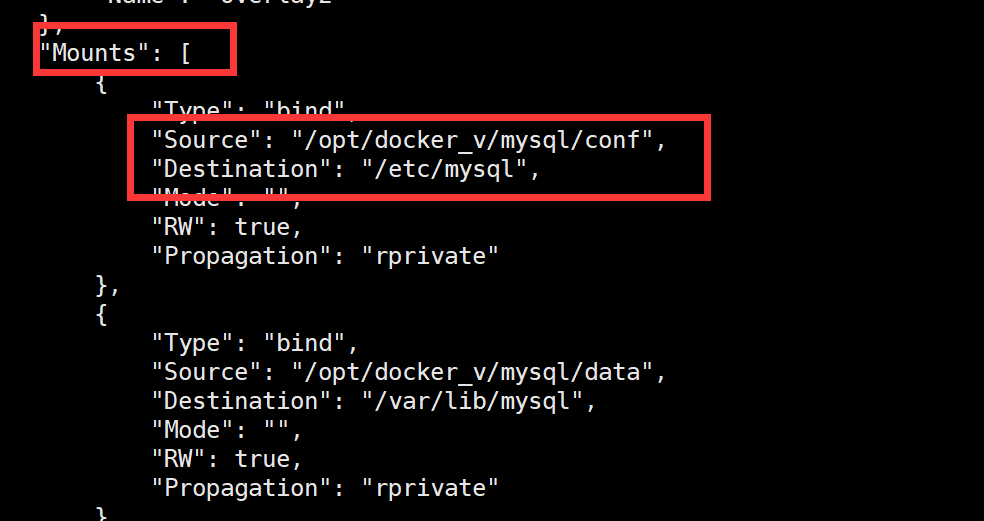 "Name": "overlay2"
},
"Mounts": [
{
"Type": "bind",
"Source": "/opt/docker_v/mysql/conf",
"Destination": "/etc/mysql",
"Mode": "",
"RW": true,
"Propagation": "rprivate"
},
{
"Type": "bind",
"Source": "/opt/docker_v/mysql/data",
"Destination": "/var/lib/mysql",
"Mode": "",
"RW": true,
"Propagation": "rprivate"
}